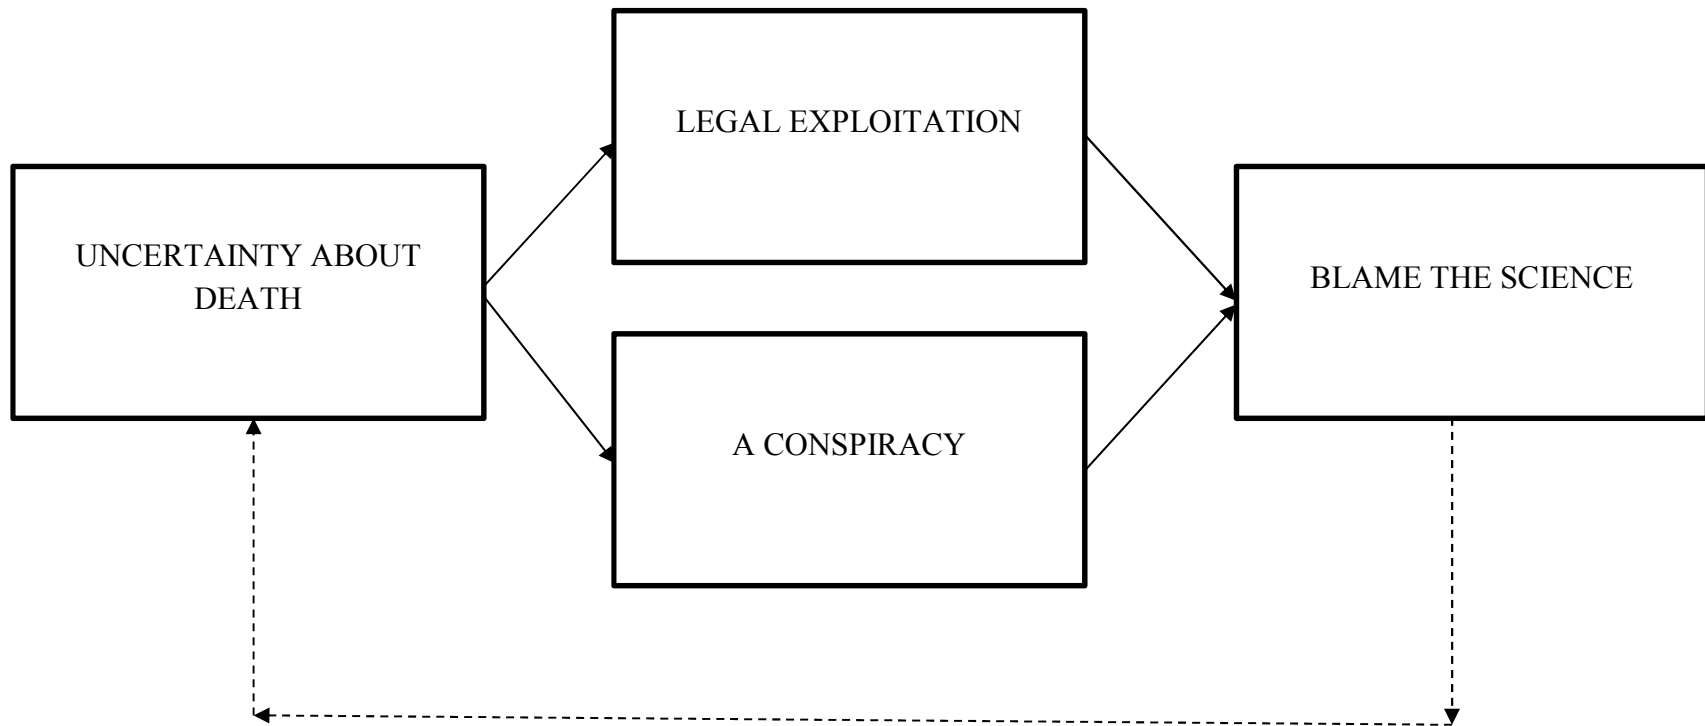 LEGAL EXPLOITATION
UNCERTAINTY ABOUT
DEATH
BLAME THE SCIENCE
A CONSPIRACY